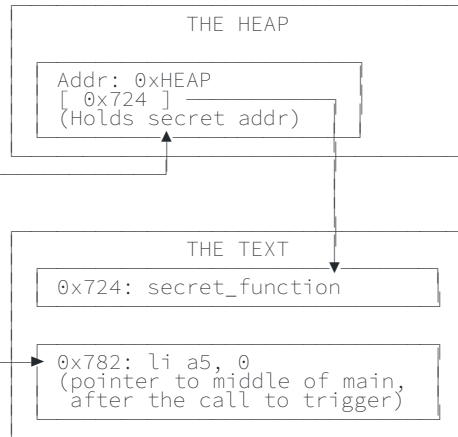 THE HEAP
Addr: 0xHEAP
[ 0x724 ]
(Holds secret addr)
THE TEXT
0x724: secret_function
0x782: li a5, 0
(pointer to middle of main,
after the call to trigger)